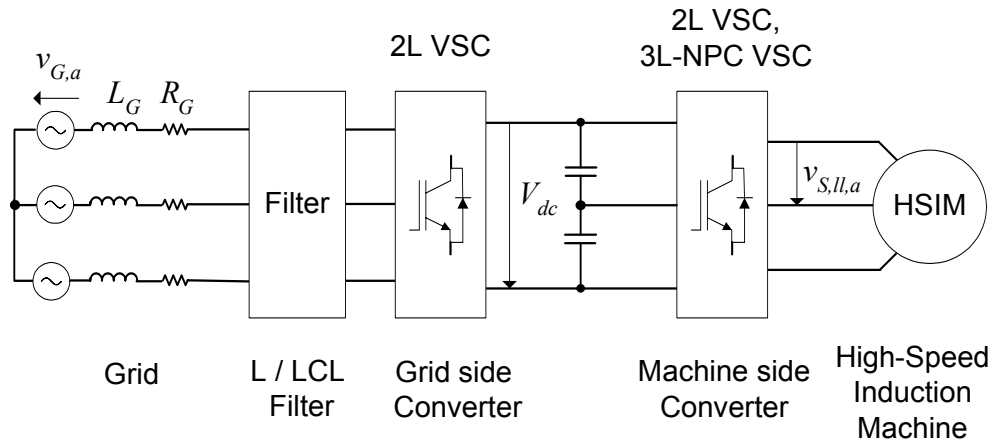 2L VSC
2L VSC,
3L-NPC VSC
v_{G,a}
L_G
R_G
Filter
V_{dc}
v_{S,ll,a}
HSIM
Grid
L / LCL
Filter
Grid side
Converter
Machine side
Converter
High-Speed
Induction
Machine